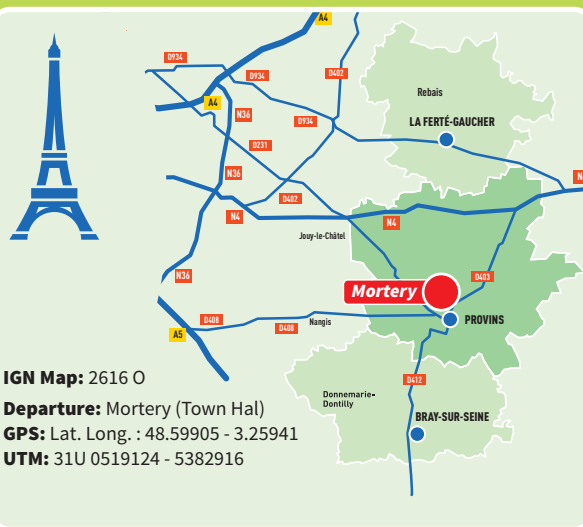 A4
D934
D934
D402
A4
N36
Rebais
D934
LA FERTÉ-GAUCHER
D231
N36
D402
N4
N4
Jouy-le-Châtel
N36
D403
Mortery
PROVINS
D408
D408
Nangis
A5
D412
Donnemarie-
Dontilly
BRAY-SUR-SEINE
IGN Map: 2616 O
Departure: Mortery (Town Hal)
GPS: Lat. Long. : 48.59905 - 3.25941
UTM: 31U 0519124 - 5382916